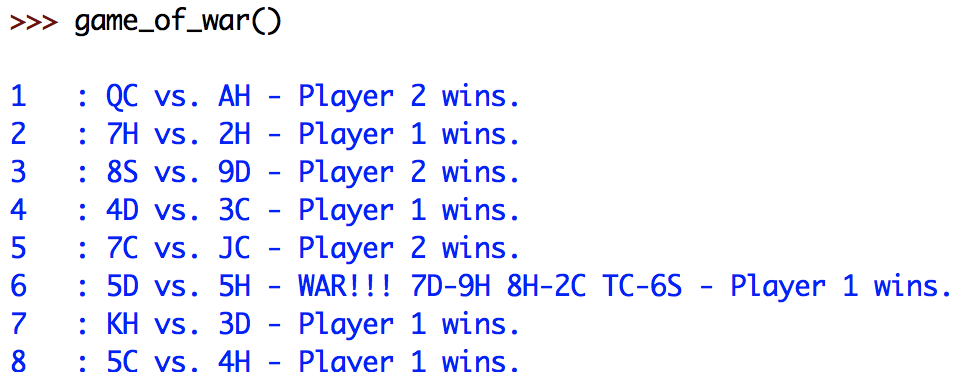 >>> game_of_war()
1 : QC vs. AH - Player 2 wins.
2 : 7H vs. 2H - Player 1 wins.
3 : 8S vs. 9D - Player 2 wins.
4 : 4D vs. 3C - Player 1 wins.
5 : 7C vs. JC - Player 2 wins.
6 : 5D vs. 5H - WAR!!! 7D-9H 8H-2C TC-6S - Player 1 wins.
7 : KH vs. 3D - Player 1 wins.
8 : 5C vs. 4H - Player 1 wins.